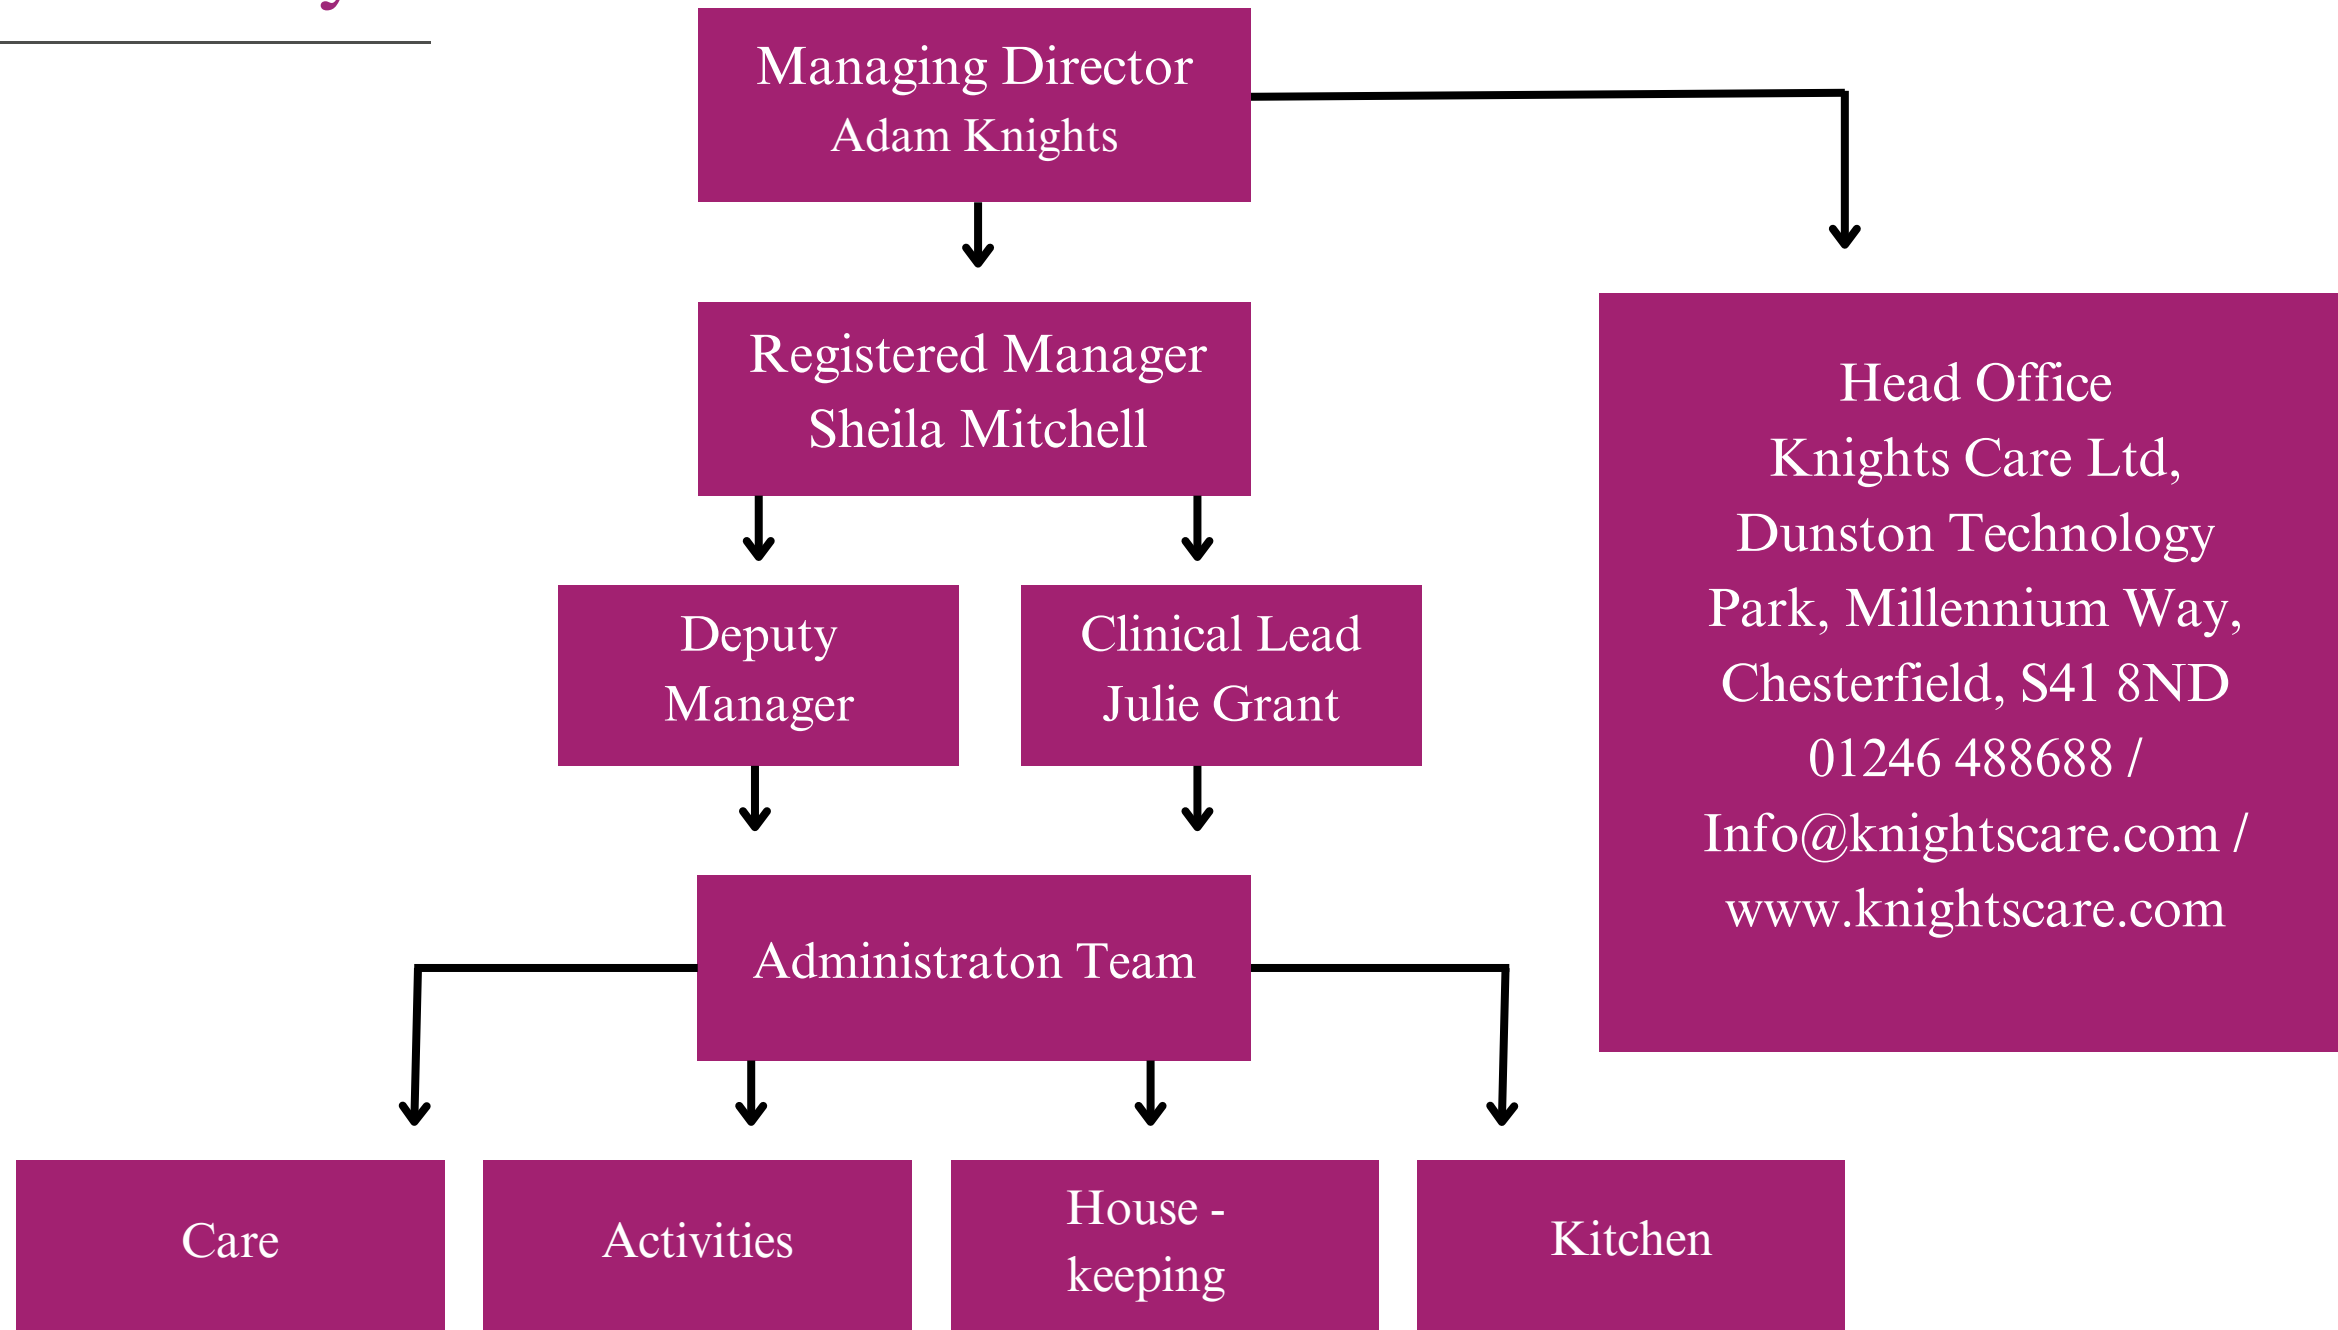 Managing Director
Adam Knights
Registered Manager
Sheila Mitchell
Head Office
Knights Care Ltd,
Dunston Technology
Park, Millennium Way,
Chesterfield, S41 8ND
01246 488688 /
Info@knightscare.com /
www.knightscare.com
Deputy
Manager
Clinical Lead
Julie Grant
Administraton Team
Care
Activities
House -
keeping
Kitchen